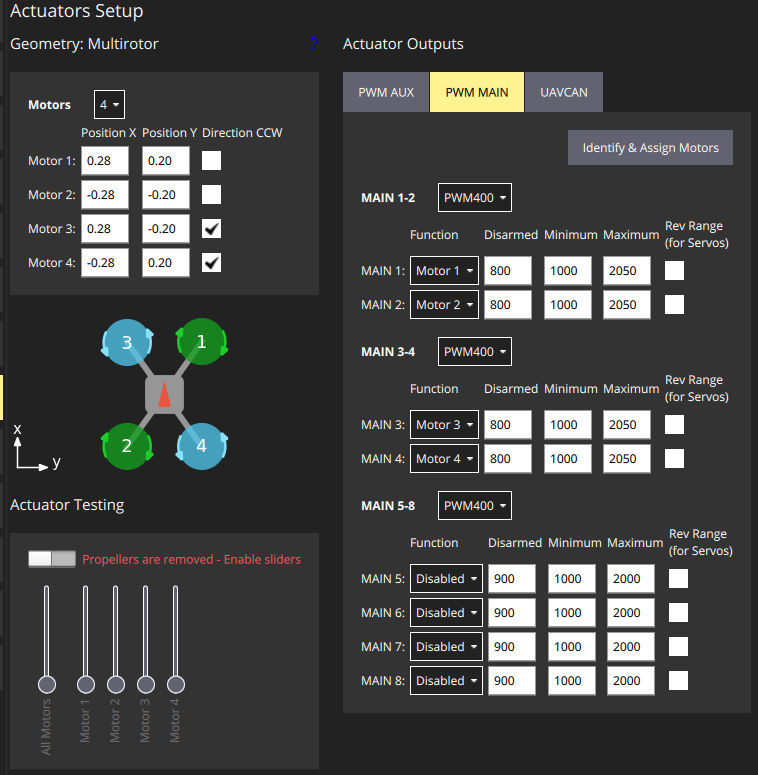 Actuators Setup
Geometry: Multirotor ?
Motors 4
Position X Position Y Direction CCW
Motor 1: 0.28 0.20
Motor 2: -0.28 -0.20
Motor 3: 0.28 -0.20
Motor 4: -0.28 0.20
3 1
2 4
x
y
Actuator Testing
Propellers are removed - Enable sliders
All Motors
Motor 1
Motor 2
Motor 3
Motor 4
Actuator Outputs
PWM AUX PWM MAIN UAVCAN
Identify & Assign Motors
MAIN 1-2 PWM400
Function Disarmed Minimum Maximum Rev Range
(for Servos)
MAIN 1: Motor 1 800 1000 2050
MAIN 2: Motor 2 800 1000 2050
MAIN 3-4 PWM400
Function Disarmed Minimum Maximum Rev Range
(for Servos)
MAIN 3: Motor 3 800 1000 2050
MAIN 4: Motor 4 800 1000 2050
MAIN 5-8 PWM400
Function Disarmed Minimum Maximum Rev Range
(for Servos)
MAIN 5: Disabled 900 1000 2000
MAIN 6: Disabled 900 1000 2000
MAIN 7: Disabled 900 1000 2000
MAIN 8: Disabled 900 1000 2000